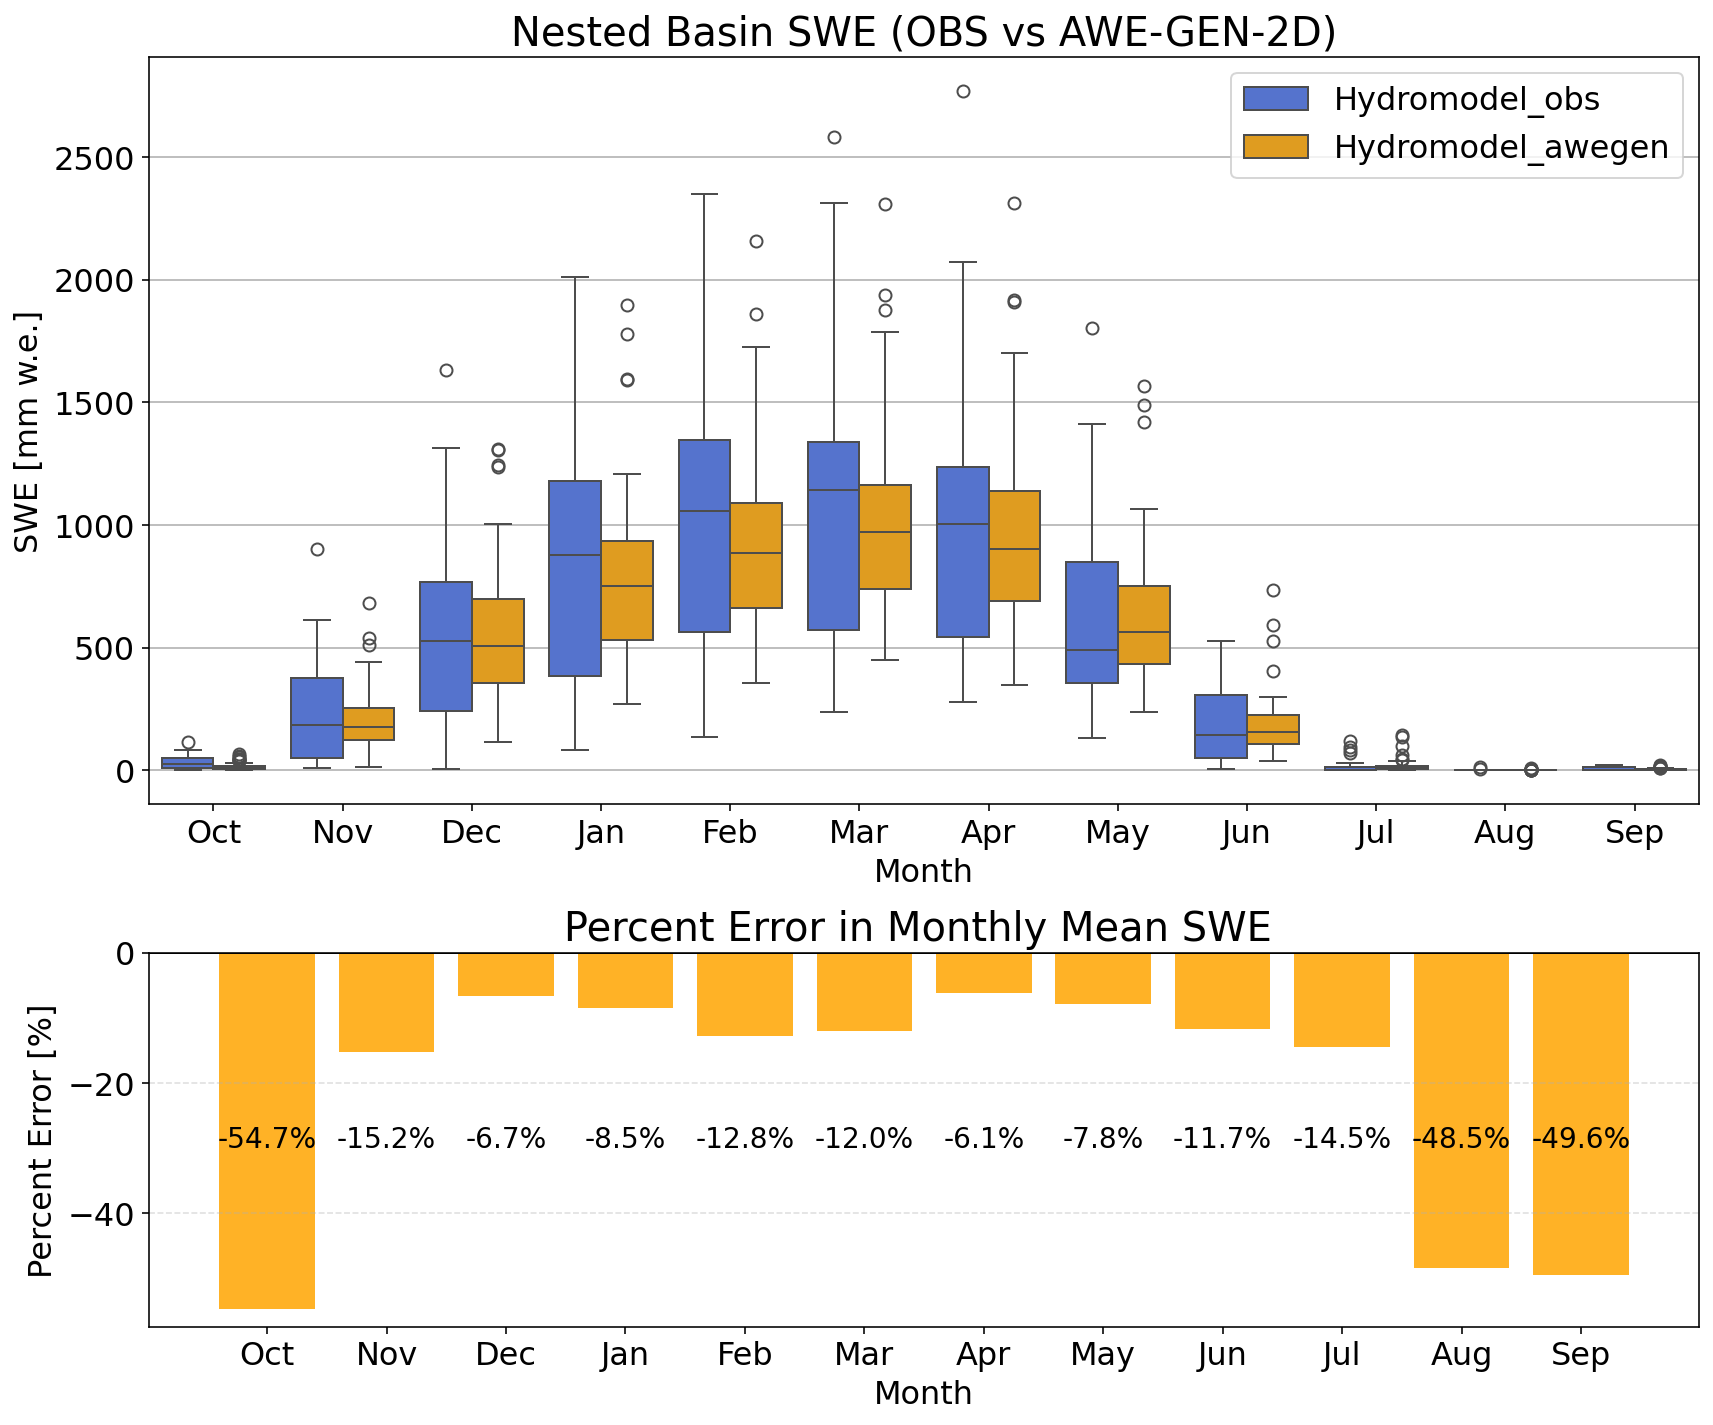 Nested Basin SWE (OBS vs AWE-GEN-2D)
Hydromodel_obs
Hydromodel_awegen
SWE [mm w.e.]
2500
2000
1500
1000
500
0
Oct Nov Dec Jan Feb Mar Apr May Jun Jul Aug Sep
Month
Percent Error in Monthly Mean SWE
Percent Error [%]
0
−20
−40
-54.7% -15.2% -6.7% -8.5% -12.8% -12.0% -6.1% -7.8% -11.7% -14.5% -48.5% -49.6%
Oct Nov Dec Jan Feb Mar Apr May Jun Jul Aug Sep
Month